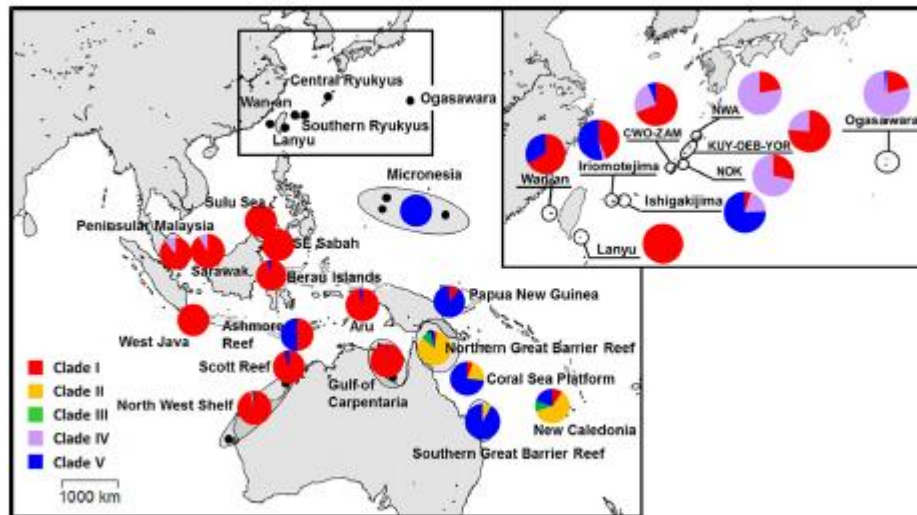 Central Ryukyus
Wan-an
Ogasawara
Southern Ryukyus
Lanyu
Micronesia
Sulu Sea
Peninsular Malaysia
SE Sabah
Sarawak
Berau Islands
Papua New Guinea
West Java
Ashmore
Reef
Aru
Northern Great Barrier Reef
Scott Reef
Gulf of
Carpentaria
Coral Sea Platform
North West Shelf
New Caledonia
Southern Great Barrier Reef
Clade I
Clade II
Clade III
Clade IV
Clade V
1000 km
NWA
Ogasawara
CWO-ZAM
KUY-OEB-YOR
Iriomotejima
NOK
Wan-an
Ishigakijima
Lanyu